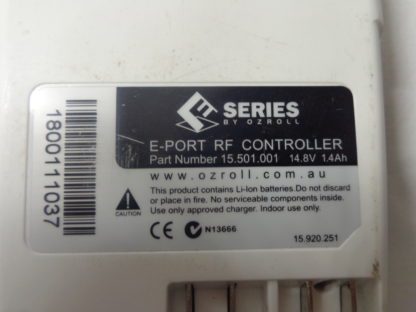 E SERIES
BY OZROLL
E-PORT RF CONTROLLER
Part Number 15.501.001 14.8V 1.4Ah
www.ozroll.com.au
This product contains Li-Ion batteries.Do not discard
or place in fire. No serviceable components inside.
Use only approved charger. Indoor use only.
CAUTION
CE N13666
15.920.251
1800111037